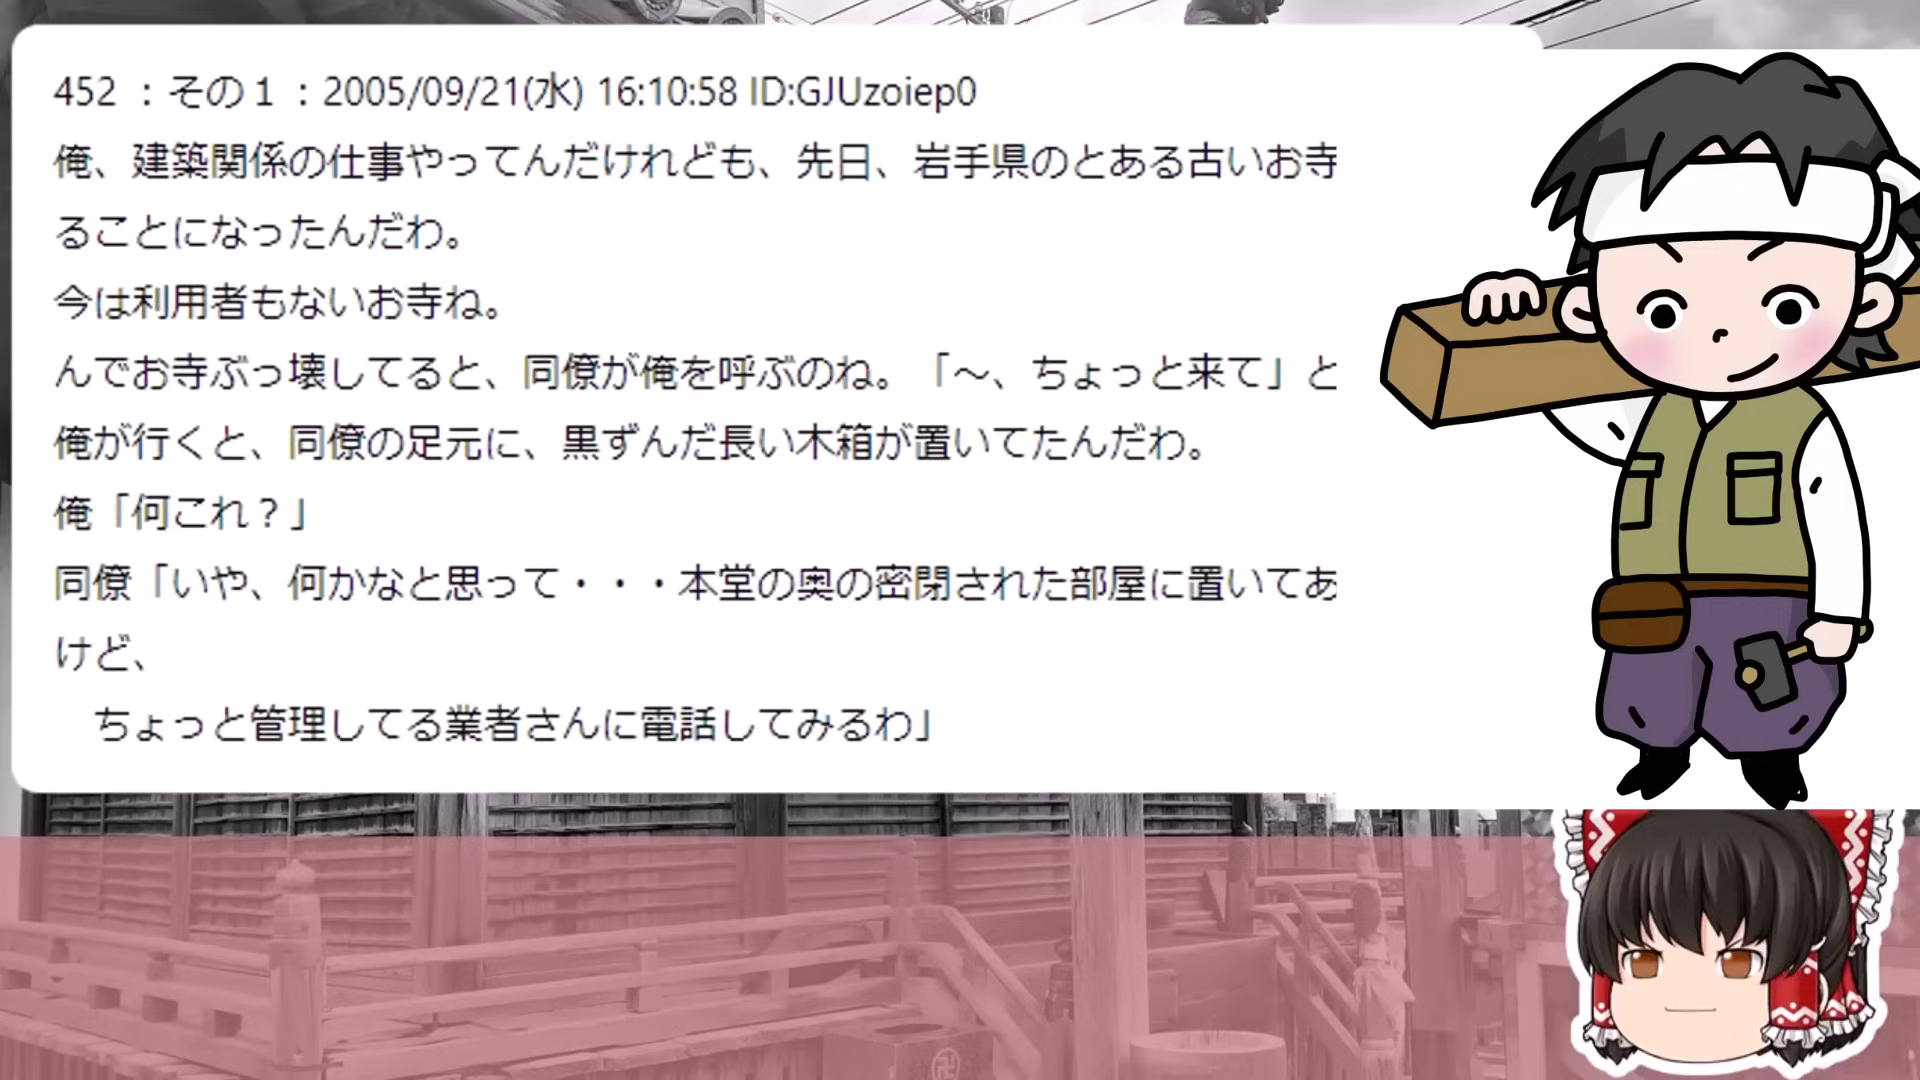 452 ：その１：2005/09/21(水) 16:10:58 ID:GJUzoiep0
俺、建築関係の仕事やってんだけれども、先日、岩手県のとある古いお寺
ることになったんだわ。
今は利用者もないお寺ね。
んでお寺ぶっ壊してると、同僚が俺を呼ぶのね。「～、ちょっと来て」と
俺が行くと、同僚の足元に、黒ずんだ長い木箱が置いてたんだわ。
俺「何これ？」
同僚「いや、何かなと思って・・・本堂の奥の密閉された部屋に置いてあ
けど、
ちょっと管理してる業者さんに電話してみるわ」
卍